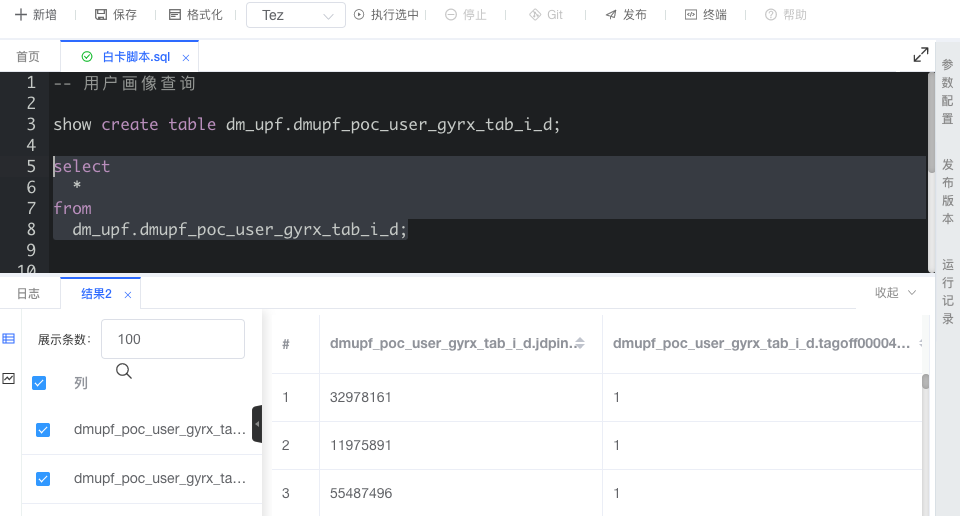 新增 保存 格式化 Tez 执行选中 停止 Git 发布 终端 帮助
首页 白卡脚本.sql ×
1 -- 用户画像查询
2
3 show create table dm_upf.dmupf_poc_user_gyrx_tab_i_d;
4
5 select
6 *
7 from
8 dm_upf.dmupf_poc_user_gyrx_tab_i_d;
9
10
参数配置
发布版本
运行记录
日志 结果2 × 收起
展示条数: 100
列
dmupf_poc_user_gyrx_ta...
dmupf_poc_user_gyrx_ta...
# dmupf_poc_user_gyrx_tab_i_d.jdpin... dmupf_poc_user_gyrx_tab_i_d.tagoff00004...
1 32978161 1
2 11975891 1
3 55487496 1